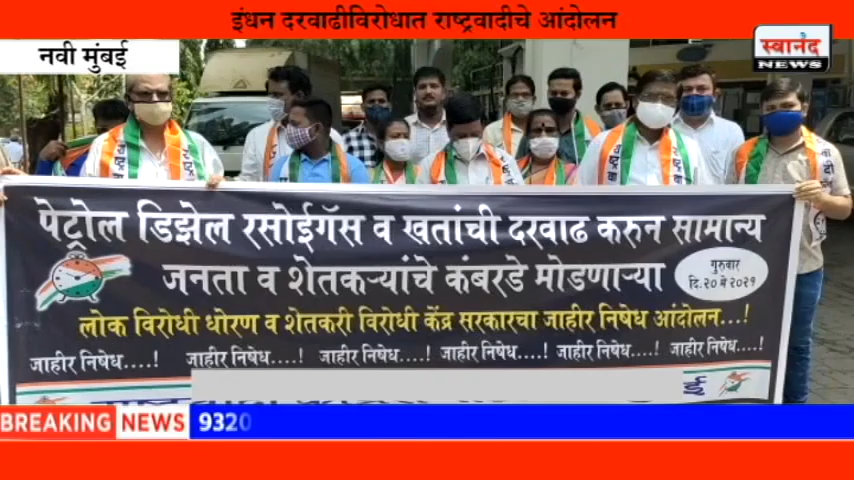 इंधन दरवाढीविरोधात राष्ट्रवादीचे आंदोलन
नवी मुंबई
स्वानंद
NEWS
पेट्रोल डिझेल रसोईगॅस व खतांची दरवाढ करुन सामान्य
जनता व शेतकऱ्यांचे कंबरडे मोडणाऱ्या
गुरुवार
दि.२० मे २०२१
लोक विरोधी धोरण व शेतकरी विरोधी केंद्र सरकारचा जाहीर निषेध आंदोलन...!
जाहीर निषेध....! जाहीर निषेध....! जाहीर निषेध....! जाहीर निषेध....! जाहीर निषेध....! जाहीर निषेध....!
ई
BREAKING NEWS 9320